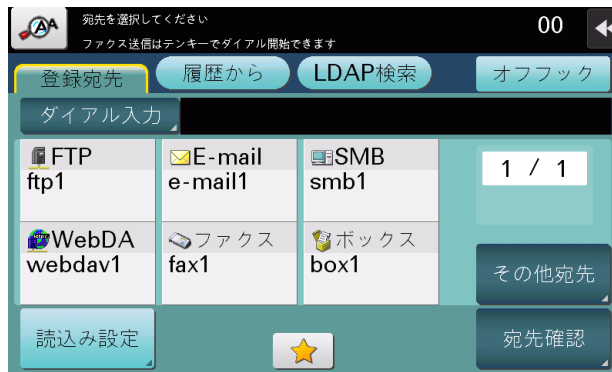 宛先を選択してください
ファクス送信はテンキーでダイアル開始できます
00
登録宛先
履歴から
LDAP検索
オフフック
ダイアル入力
FTP
ftp1
E-mail
e-mail1
SMB
smb1
1 / 1
WebDA
webdav1
ファクス
fax1
ボックス
box1
その他宛先
読込み設定
宛先確認